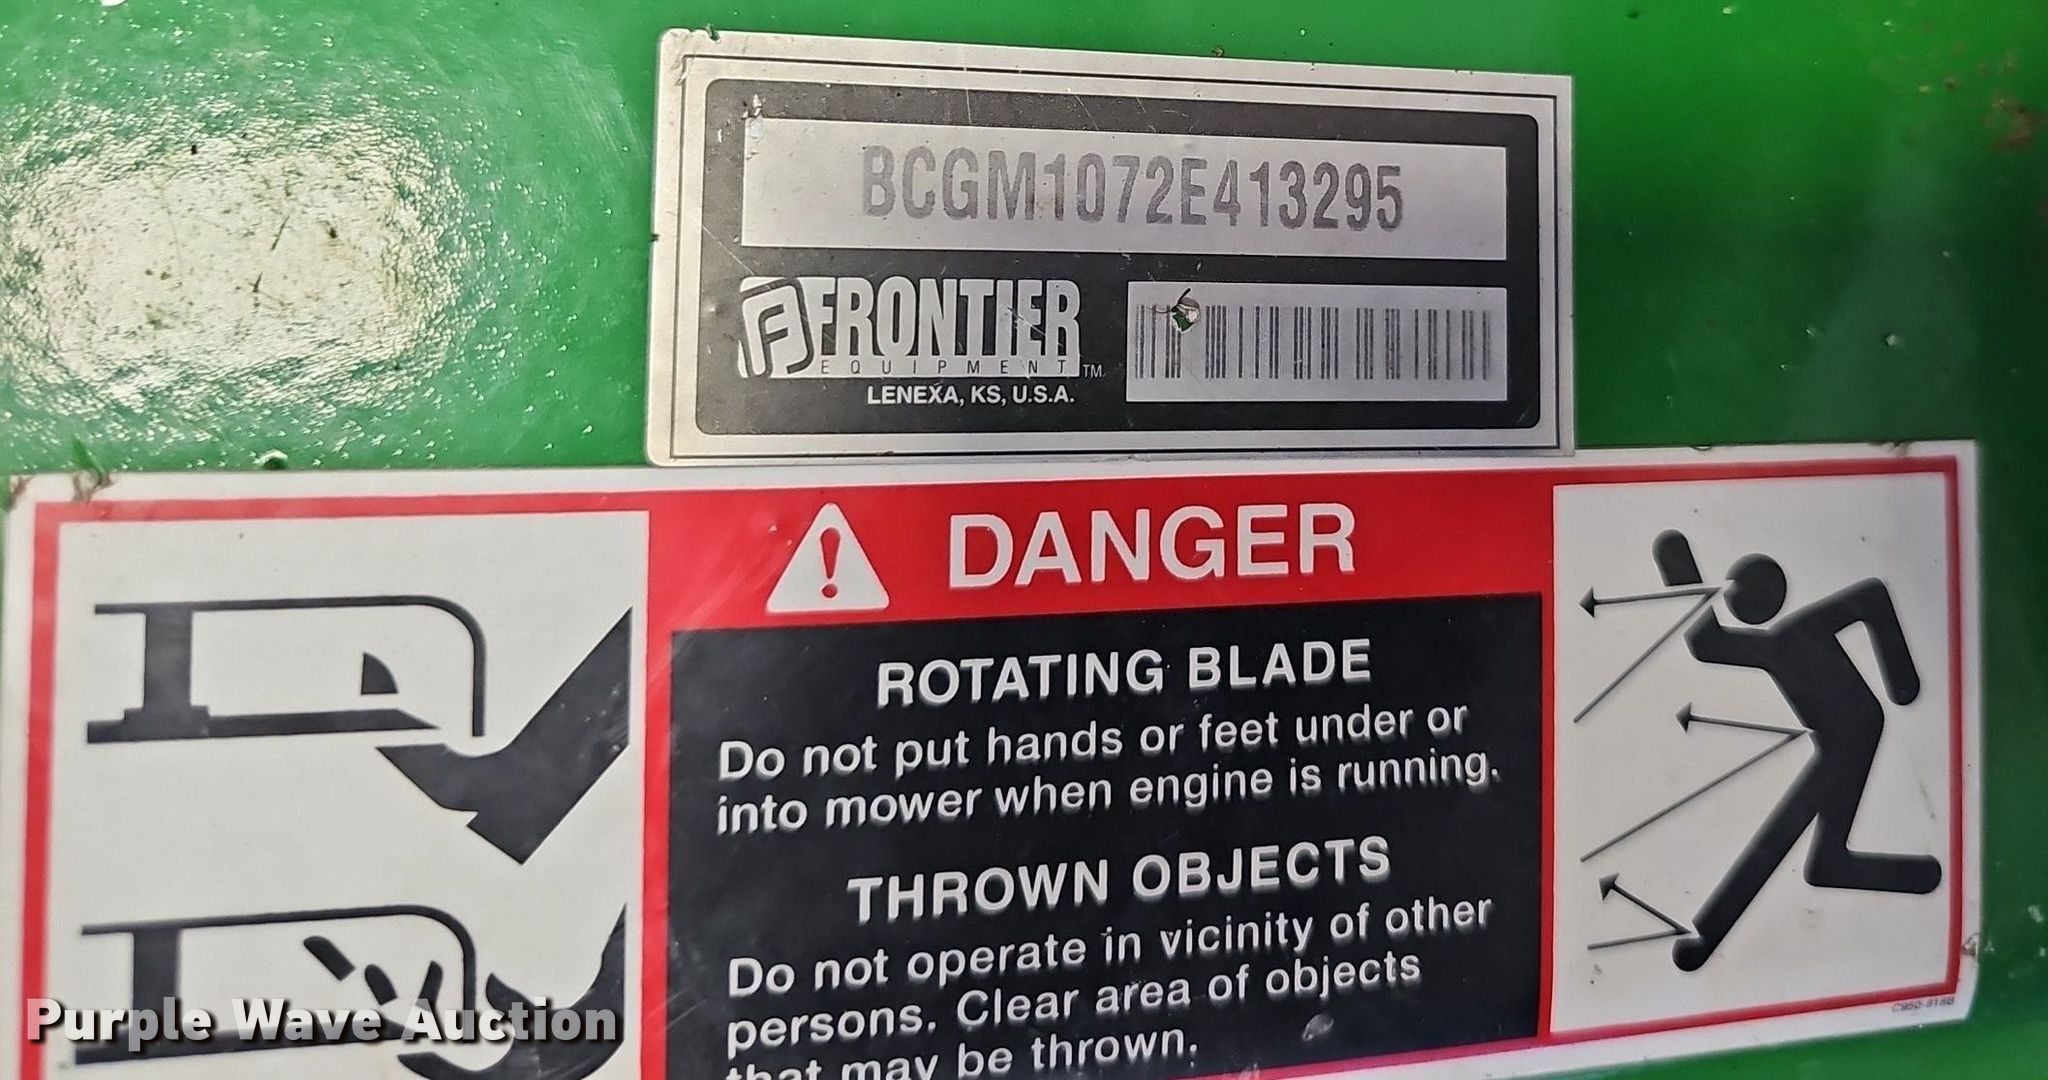 BCGM1072E413295
FRONTIER
EQUIPMENT TM
LENEXA, KS, U.S.A.
DANGER
ROTATING BLADE
Do not put hands or feet under or
into mower when engine is running.
THROWN OBJECTS
Do not operate in vicinity of other
persons. Clear area of objects
that may be thrown.
Purple Wave Auction